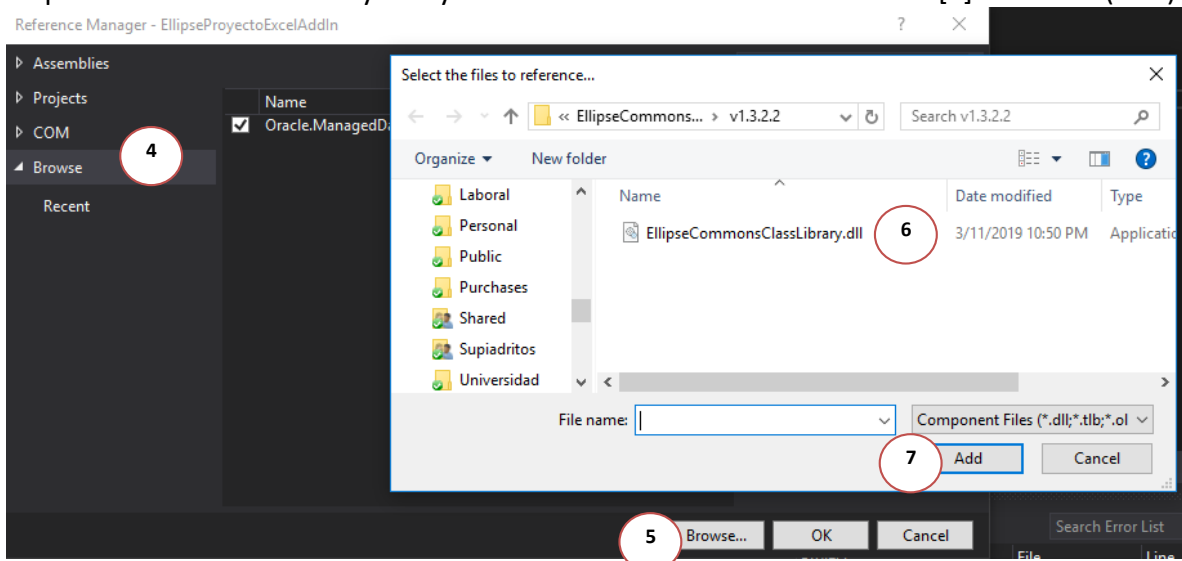 Reference Manager - EllipseProyectoExcelAddIn ? ×
Assemblies
Projects
COM
Browse
Recent
4
Name
Oracle.ManagedDa
Select the files to reference...
« EllipseCommons... › v1.3.2.2
Search v1.3.2.2
Organize
New folder
Laboral
Personal
Public
Purchases
Shared
Supiadritos
Universidad
Name
Date modified
Type
EllipseCommonsClassLibrary.dll
6
3/11/2019 10:50 PM
Applicatio
File name:
Component Files (*.dll;*.tlb;*.ol
7
Add
Cancel
5
Browse...
OK
Cancel
Search Error List
File
Line